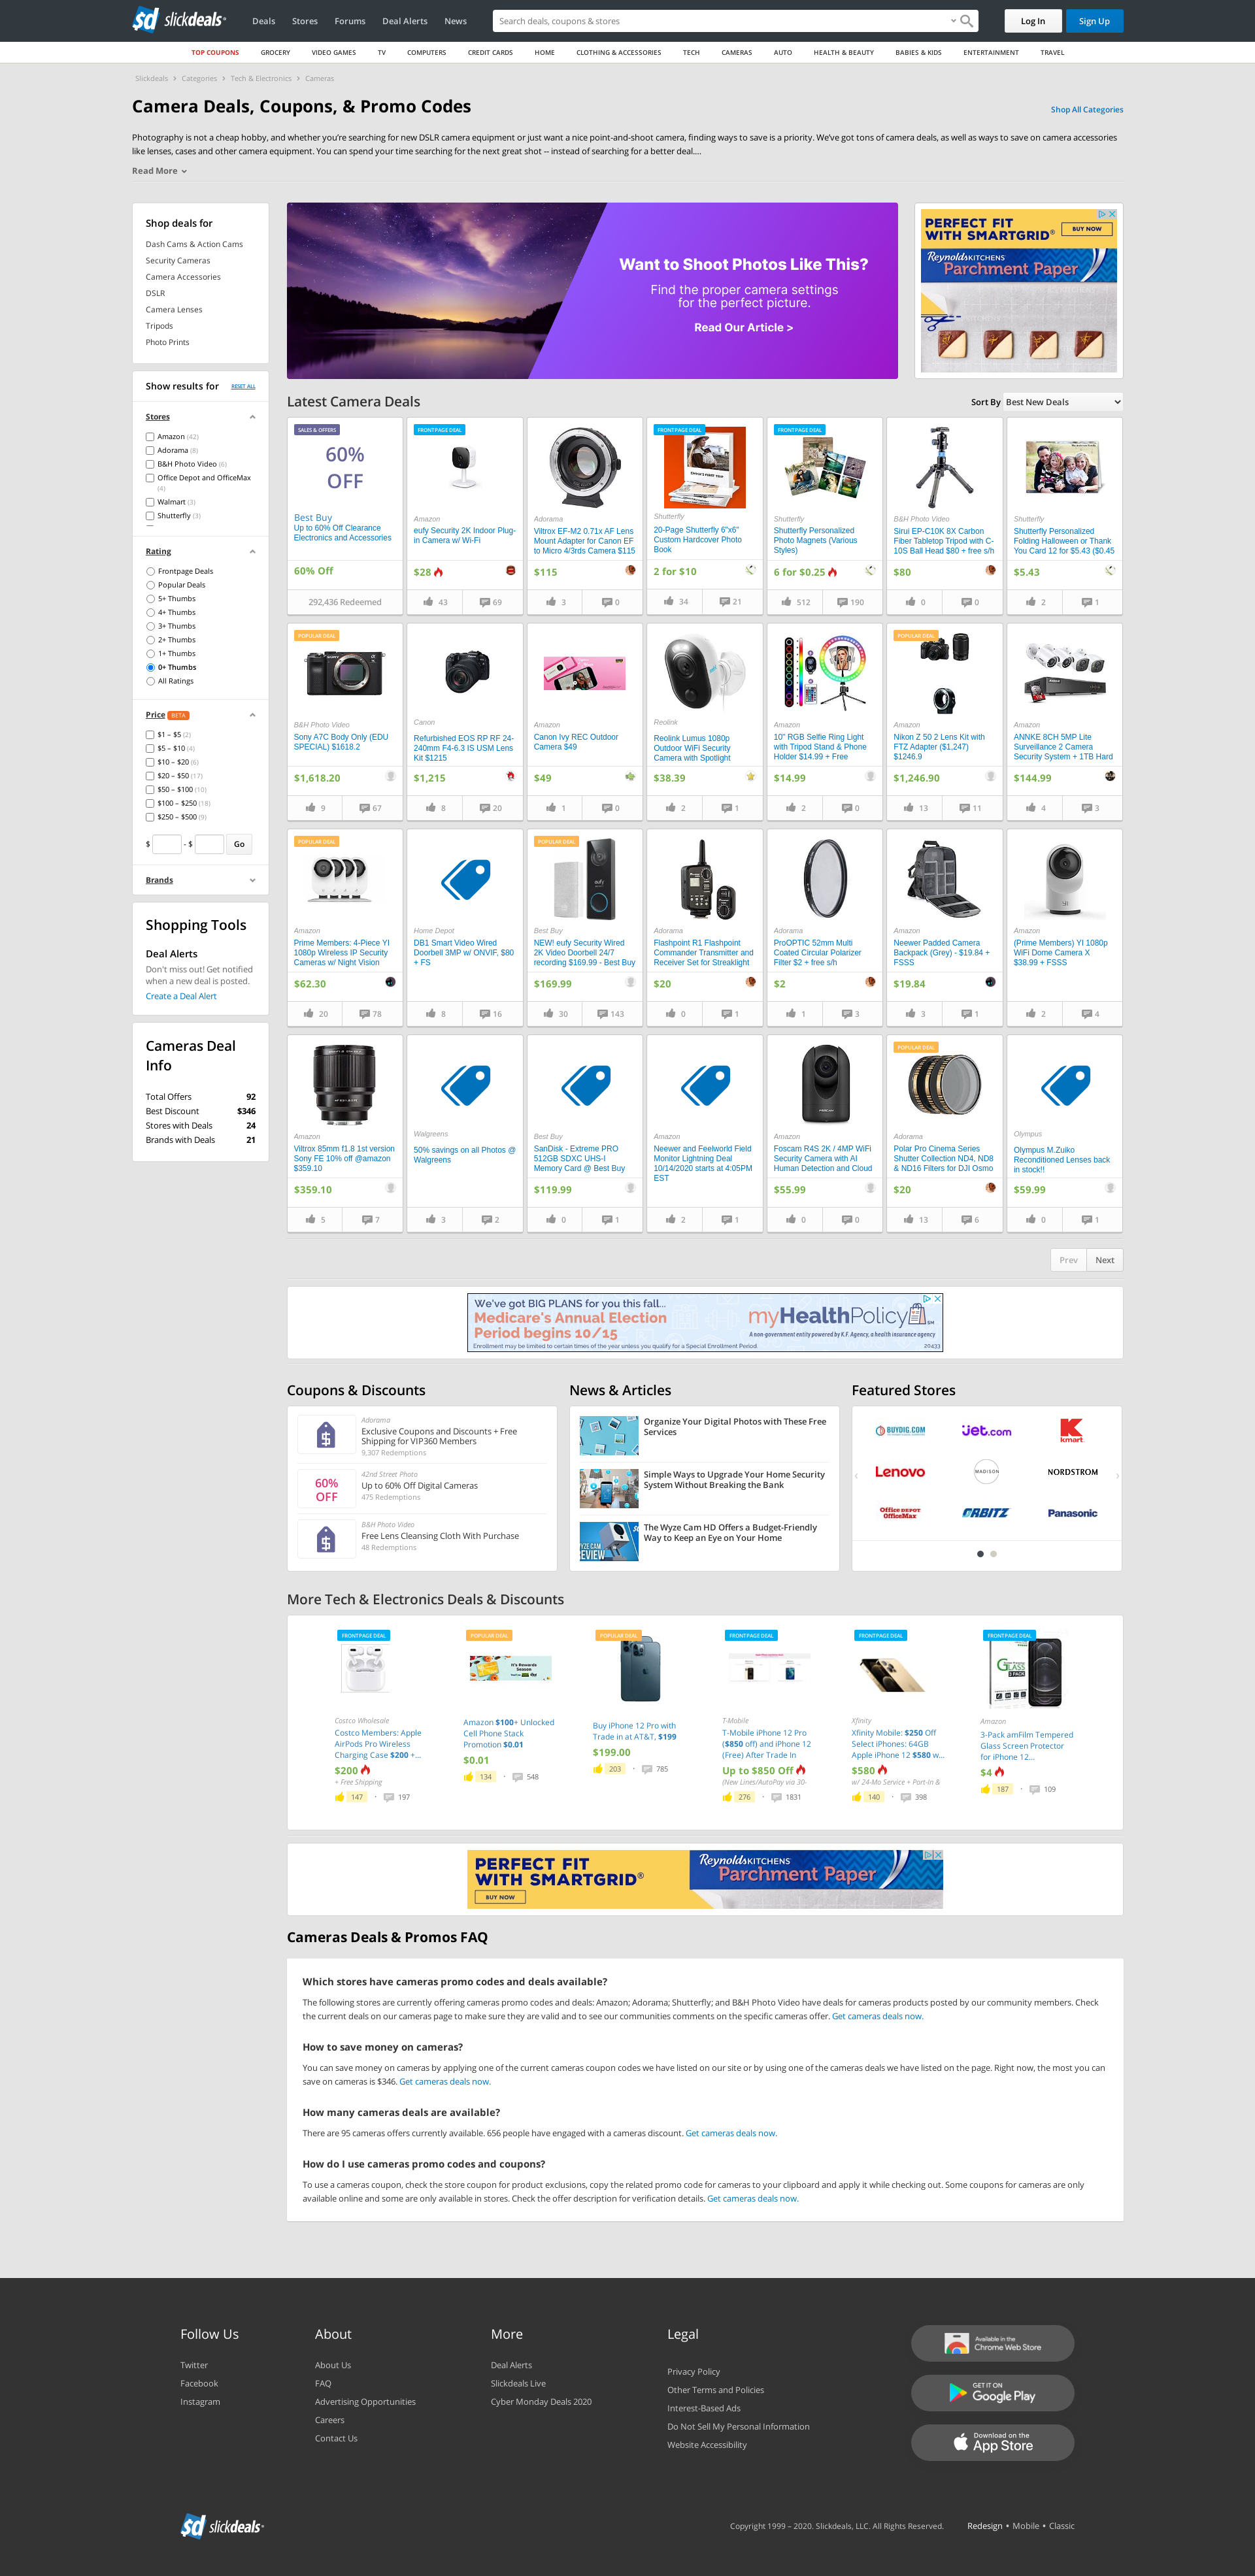 sd slickdeals
Deals Stores Forums Deal Alerts News
Search deals, coupons & stores
Log In
Sign Up
TOP COUPONS GROCERY VIDEO GAMES TV COMPUTERS CREDIT CARDS HOME CLOTHING & ACCESSORIES TECH CAMERAS AUTO HEALTH & BEAUTY BABIES & KIDS ENTERTAINMENT TRAVEL
Slickdeals > Categories > Tech & Electronics > Cameras
Camera Deals, Coupons, & Promo Codes
Shop All Categories
Photography is not a cheap hobby, and whether you're searching for new DSLR camera equipment or just want a nice point-and-shoot camera, finding ways to save is a priority. We've got tons of camera deals, as well as ways to save on camera accessories
like lenses, cases and other camera equipment. You can spend your time searching for the next great shot -- instead of searching for a better deal....
Read More
Shop deals for
Dash Cams & Action Cams
Security Cameras
Camera Accessories
DSLR
Camera Lenses
Tripods
Photo Prints
Show results for RESET ALL
Stores
Amazon (42)
Adorama (8)
B&H Photo Video (6)
Office Depot and OfficeMax
(4)
Walmart (3)
Shutterfly (3)
Rating
Frontpage Deals
Popular Deals
5+ Thumbs
4+ Thumbs
3+ Thumbs
2+ Thumbs
1+ Thumbs
0+ Thumbs
All Ratings
Price BETA
$1 – $5 (2)
$5 – $10 (4)
$10 – $20 (6)
$20 – $50 (17)
$50 – $100 (10)
$100 – $250 (18)
$250 – $500 (9)
$ - $ Go
Brands
Shopping Tools
Deal Alerts
Don't miss out! Get notified
when a new deal is posted.
Create a Deal Alert
Cameras Deal
Info
Total Offers 92
Best Discount $346
Stores with Deals 24
Brands with Deals 21
Want to Shoot Photos Like This?
Find the proper camera settings
for the perfect picture.
Read Our Article >
PERFECT FIT
WITH SMARTGRID®
BUY NOW
Reynolds KITCHENS
Parchment Paper
Latest Camera Deals
Sort By Best New Deals
SALES & OFFERS
60%
OFF
Best Buy
Up to 60% Off Clearance
Electronics and Accessories
60% Off
292,436 Redeemed
FRONTPAGE DEAL
Amazon
eufy Security 2K Indoor Plug-
in Camera w/ Wi-Fi
$28
43 69
Adorama
Viltrox EF-M2 0.71x AF Lens
Mount Adapter for Canon EF
to Micro 4/3rds Camera $115
$115
3 0
FRONTPAGE DEAL
Shutterfly
20-Page Shutterfly 6"x6"
Custom Hardcover Photo
Book
2 for $10
34 21
FRONTPAGE DEAL
Shutterfly
Shutterfly Personalized
Photo Magnets (Various
Styles)
6 for $0.25
512 190
B&H Photo Video
Sirui EP-C10K 8X Carbon
Fiber Tabletop Tripod with C-
10S Ball Head $80 + free s/h
$80
0 0
Shutterfly
Shutterfly Personalized
Folding Halloween or Thank
You Card 12 for $5.43 ($0.45
$5.43
2 1
POPULAR DEAL
B&H Photo Video
Sony A7C Body Only (EDU
SPECIAL) $1618.2
$1,618.20
9 67
Canon
Refurbished EOS RP RF 24-
240mm F4-6.3 IS USM Lens
Kit $1215
$1,215
8 20
Amazon
Canon Ivy REC Outdoor
Camera $49
$49
1 0
Reolink
Reolink Lumus 1080p
Outdoor WiFi Security
Camera with Spotlight
$38.39
2 1
Amazon
10" RGB Selfie Ring Light
with Tripod Stand & Phone
Holder $14.99 + Free
$14.99
2 0
POPULAR DEAL
Amazon
Nikon Z 50 2 Lens Kit with
FTZ Adapter ($1,247)
$1246.9
$1,246.90
13 11
Amazon
ANNKE 8CH 5MP Lite
Surveillance 2 Camera
Security System + 1TB Hard
$144.99
4 3
POPULAR DEAL
Amazon
Prime Members: 4-Piece YI
1080p Wireless IP Security
Cameras w/ Night Vision
$62.30
20 78
Home Depot
DB1 Smart Video Wired
Doorbell 3MP w/ ONVIF, $80
+ FS
8 16
POPULAR DEAL
Best Buy
NEW! eufy Security Wired
2K Video Doorbell 24/7
recording $169.99 - Best Buy
$169.99
30 143
Adorama
Flashpoint R1 Flashpoint
Commander Transmitter and
Receiver Set for Streaklight
$20
0 1
Adorama
ProOPTIC 52mm Multi
Coated Circular Polarizer
Filter $2 + free s/h
$2
1 3
Amazon
Neewer Padded Camera
Backpack (Grey) - $19.84 +
FSSS
$19.84
3 1
Amazon
(Prime Members) YI 1080p
WiFi Dome Camera X
$38.99 + FSSS
2 4
Amazon
Viltrox 85mm f1.8 1st version
Sony FE 10% off @amazon
$359.10
$359.10
5 7
Walgreens
50% savings on all Photos @
Walgreens
3 2
Best Buy
SanDisk - Extreme PRO
512GB SDXC UHS-I
Memory Card @ Best Buy
$119.99
0 1
Amazon
Neewer and Feelworld Field
Monitor Lightning Deal
10/14/2020 starts at 4:05PM
EST
2 1
Amazon
Foscam R4S 2K / 4MP WiFi
Security Camera with AI
Human Detection and Cloud
$55.99
0 0
POPULAR DEAL
Adorama
Polar Pro Cinema Series
Shutter Collection ND4, ND8
& ND16 Filters for DJI Osmo
$20
13 6
Olympus
Olympus M.Zuiko
Reconditioned Lenses back
in stock!!
$59.99
0 1
Prev Next
We've got BIG PLANS for you this fall...
Medicare's Annual Election
Period begins 10/15
Enrollment may be limited to certain times of the year unless you qualify for a Special Enrollment Period
myHealthPolicy
A non-government entity powered by K.F. Agency, a health insurance agency
20433
Coupons & Discounts
Adorama
Exclusive Coupons and Discounts + Free
Shipping for VIP360 Members
9,307 Redemptions
60%
OFF
42nd Street Photo
Up to 60% Off Digital Cameras
475 Redemptions
B&H Photo Video
Free Lens Cleansing Cloth With Purchase
48 Redemptions
News & Articles
Organize Your Digital Photos with These Free
Services
Simple Ways to Upgrade Your Home Security
System Without Breaking the Bank
The Wyze Cam HD Offers a Budget-Friendly
Way to Keep an Eye on Your Home
Featured Stores
BUYDIG.COM
jet.com
kmart
Lenovo
MADISON
NORDSTROM
Office DEPOT
OfficeMax
ORBITZ
Panasonic
More Tech & Electronics Deals & Discounts
FRONTPAGE DEAL
Costco Wholesale
Costco Members: Apple
AirPods Pro Wireless
Charging Case $200 +...
$200
+ Free Shipping
147 · 197
POPULAR DEAL
It's Rewards
Season
Amazon $100+ Unlocked
Cell Phone Stack
Promotion $0.01
$0.01
134 · 548
POPULAR DEAL
Buy iPhone 12 Pro with
Trade in at AT&T, $199
$199.00
203 · 785
FRONTPAGE DEAL
T-Mobile
T-Mobile iPhone 12 Pro
($850 off) and iPhone 12
(Free) After Trade In
Up to $850 Off
(New Lines/AutoPay via 30-
276 · 1831
FRONTPAGE DEAL
Xfinity
Xfinity Mobile: $250 Off
Select iPhones: 64GB
Apple iPhone 12 $580 w...
$580
w/ 24-Mo Service + Port-In &
140 · 398
FRONTPAGE DEAL
GLASS
3 PACK
Amazon
3-Pack amFilm Tempered
Glass Screen Protector
for iPhone 12...
$4
187 · 109
PERFECT FIT
WITH SMARTGRID®
BUY NOW
Reynolds KITCHENS
Parchment Paper
Cameras Deals & Promos FAQ
Which stores have cameras promo codes and deals available?
The following stores are currently offering cameras promo codes and deals: Amazon; Adorama; Shutterfly; and B&H Photo Video have deals for cameras products posted by our community members. Check
the current deals on our cameras page to make sure they are valid and to see our communities comments on the specific cameras offer. Get cameras deals now.
How to save money on cameras?
You can save money on cameras by applying one of the current cameras coupon codes we have listed on our site or by using one of the cameras deals we have listed on the page. Right now, the most you can
save on cameras is $346. Get cameras deals now.
How many cameras deals are available?
There are 95 cameras offers currently available. 656 people have engaged with a cameras discount. Get cameras deals now.
How do I use cameras promo codes and coupons?
To use a cameras coupon, check the store coupon for product exclusions, copy the related promo code for cameras to your clipboard and apply it while checking out. Some coupons for cameras are only
available online and some are only available in stores. Check the offer description for verification details. Get cameras deals now.
Follow Us
Twitter
Facebook
Instagram
About
About Us
FAQ
Advertising Opportunities
Careers
Contact Us
More
Deal Alerts
Slickdeals Live
Cyber Monday Deals 2020
Legal
Privacy Policy
Other Terms and Policies
Interest-Based Ads
Do Not Sell My Personal Information
Website Accessibility
Available in the
Chrome Web Store
GET IT ON
Google Play
Download on the
App Store
sd slickdeals
Copyright 1999 – 2020. Slickdeals, LLC. All Rights Reserved.
Redesign • Mobile • Classic